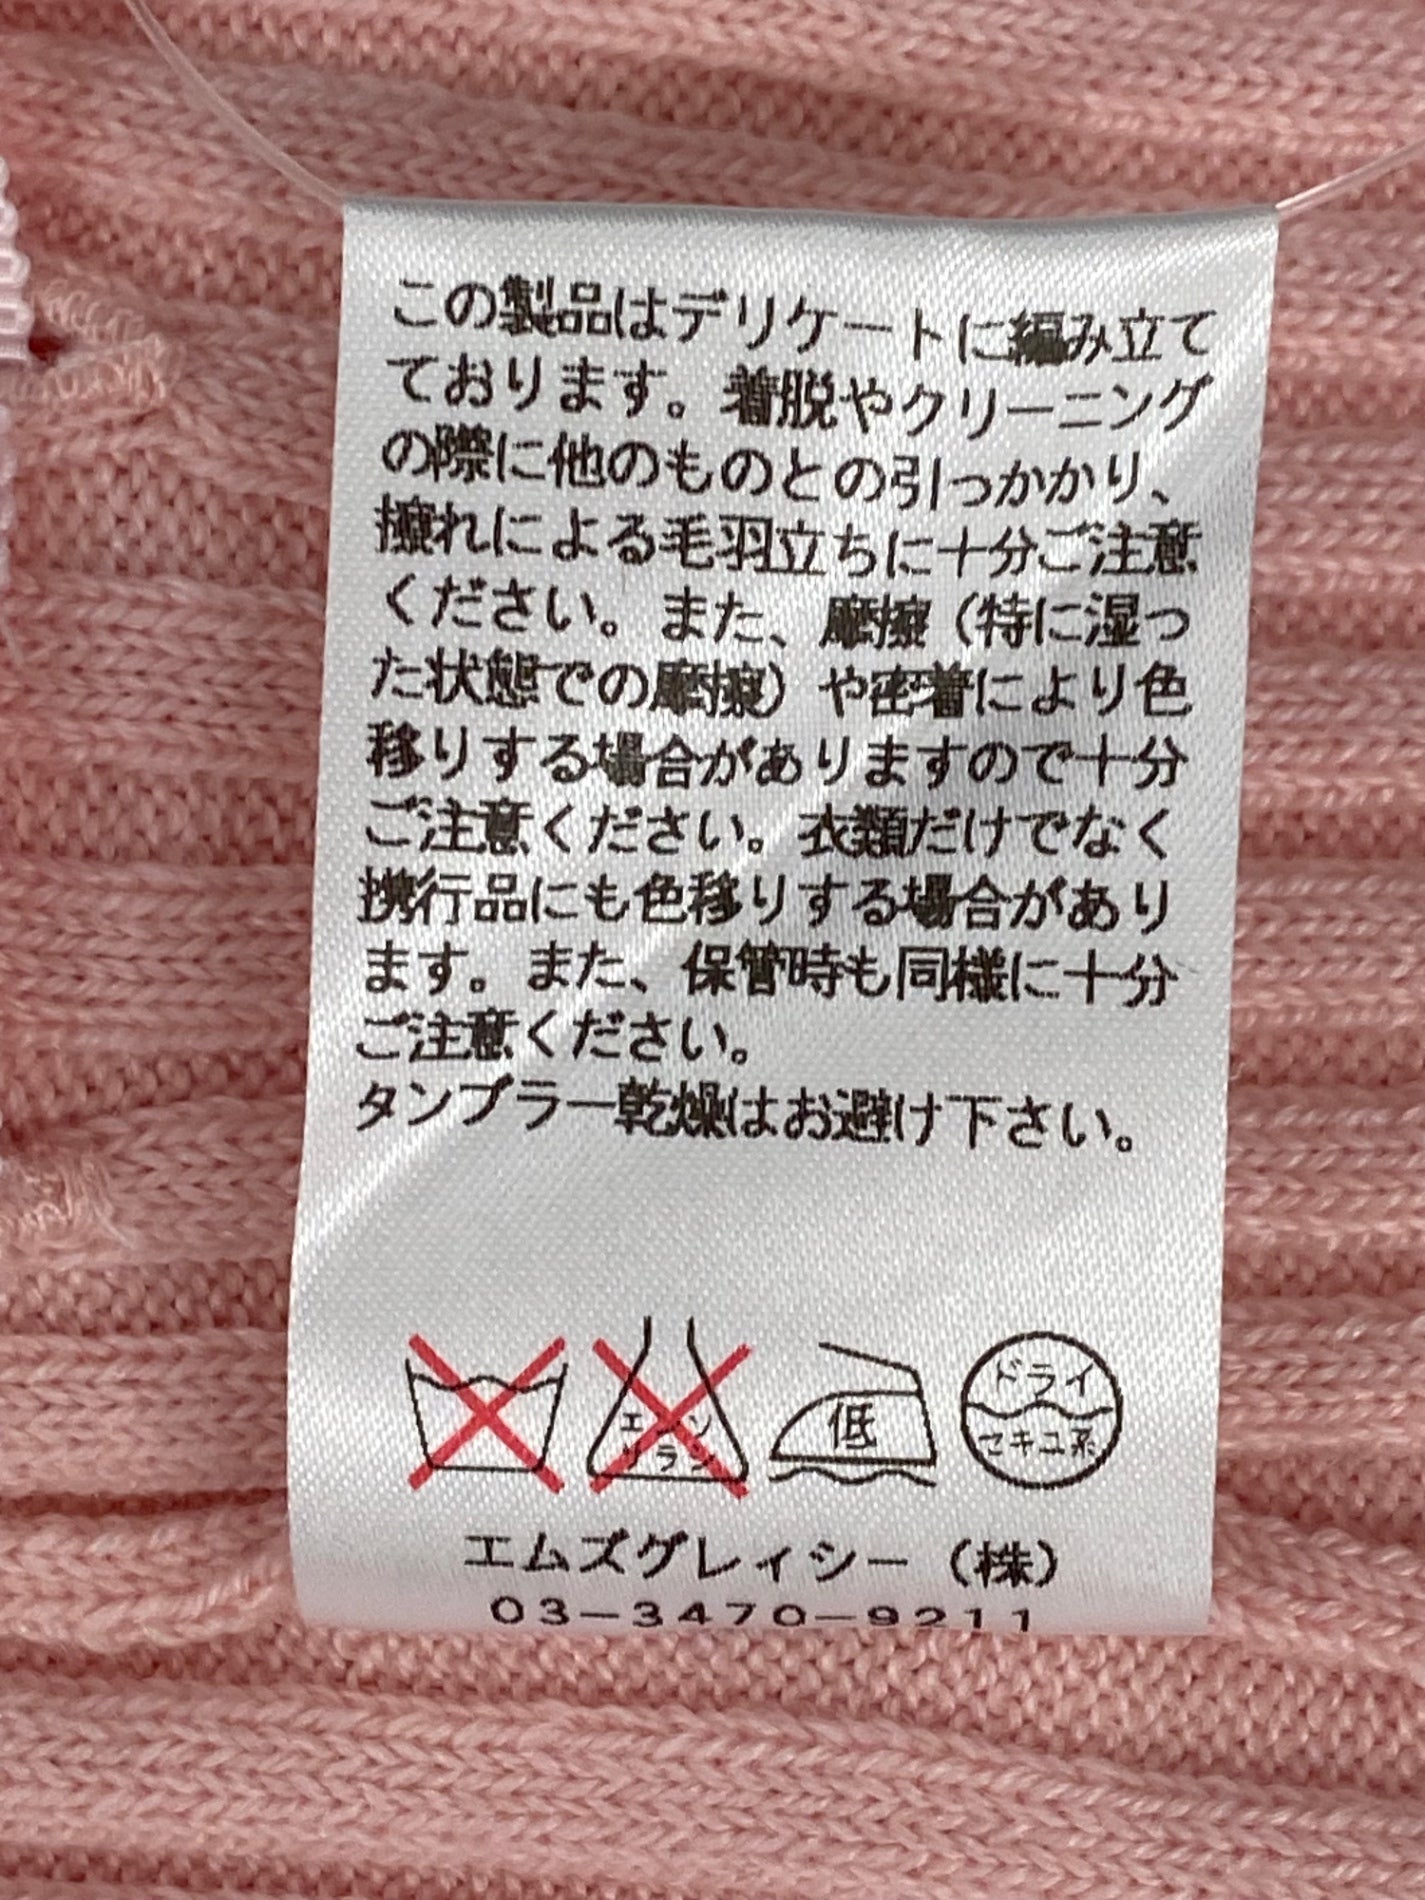 この製品はデリケートに編み立て
ております。着脱やクリーニング
の際に他のものとの引っかかり、
擦れによる毛羽立ちに十分ご注意
ください。また、摩擦（特に湿っ
た状態での摩擦）や密着により色
移りする場合がありますので十分
ご注意ください。衣類だけでなく
携行品にも色移りする場合があり
ます。また、保管時も同様に十分
ご注意ください。
タンブラー乾燥はお避け下さい。
エンソ
サラシ
低
ドライ
セキユ系
エムズグレイシー（株）
03-3470-9211